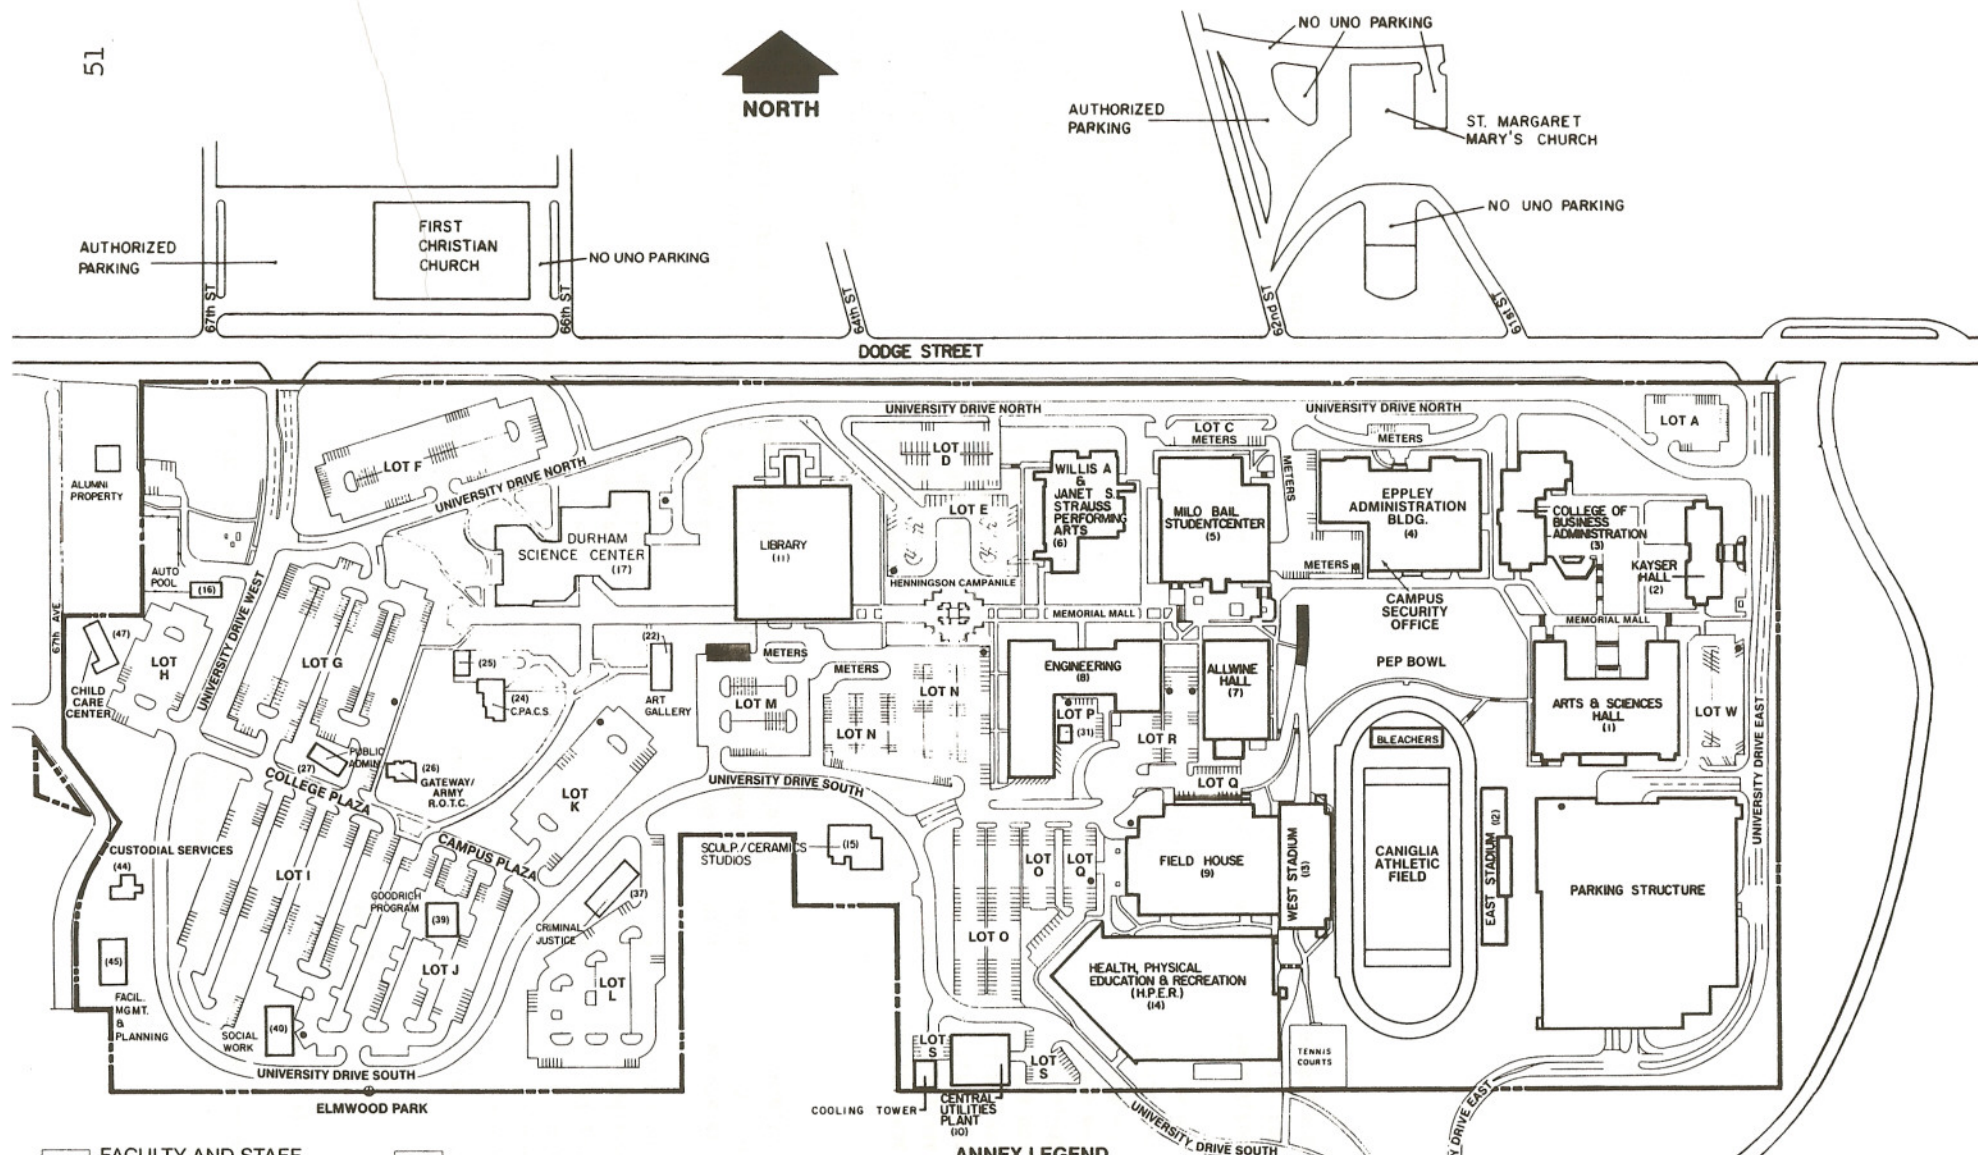 51
NORTH
NO UNO PARKING
AUTHORIZED
PARKING
ST. MARGARET
MARY'S CHURCH
NO UNO PARKING
FIRST
CHRISTIAN
CHURCH
AUTHORIZED
PARKING
NO UNO PARKING
67th ST
66th ST
64th ST
62nd ST
61st ST
DODGE STREET
UNIVERSITY DRIVE NORTH
UNIVERSITY DRIVE NORTH
LOT A
LOT C
METERS
METERS
METERS
LOT
D
LOT F
UNIVERSITY DRIVE NORTH
ALUMNI
PROPERTY
WILLIS A
&
JANET S.
STRAUSS
PERFORMING
ARTS
(6)
MILO BAIL
STUDENTCENTER
(5)
EPPLEY
ADMINISTRATION
BLDG.
(4)
COLLEGE OF
BUSINESS
ADMINISTRATION
(3)
LOT E
DURHAM
SCIENCE CENTER
(17)
LIBRARY
(11)
AUTO
POOL
(16)
HENNINGSON CAMPANILE
METERS
KAYSER
HALL
(2)
CAMPUS
SECURITY
OFFICE
MEMORIAL MALL
MEMORIAL MALL
67th AVE
UNIVERSITY DRIVE WEST
(47)
LOT
H
CHILD
CARE
CENTER
LOT G
(25)
(24)
C.P.A.C.S.
(22)
ART
GALLERY
METERS
METERS
LOT M
LOT N
LOT N
ENGINEERING
(8)
ALLWINE
HALL
(7)
PEP BOWL
ARTS & SCIENCES
HALL
(1)
LOT W
LOT P
(31)
LOT R
LOT Q
BLEACHERS
PUBLIC
ADMIN.
(27)
COLLEGE PLAZA
(26)
GATEWAY/
ARMY
R.O.T.C.
LOT
K
UNIVERSITY DRIVE SOUTH
UNIVERSITY DRIVE EAST
CUSTODIAL SERVICES
(44)
LOT I
CAMPUS PLAZA
SCULP./CERAMICS
STUDIOS
(15)
LOT
O
LOT
Q
FIELD HOUSE
(9)
WEST STADIUM
(13)
CANIGLIA
ATHLETIC
FIELD
EAST STADIUM
(12)
PARKING STRUCTURE
GOODRICH
PROGRAM
(39)
(37)
CRIMINAL
JUSTICE
(45)
FACIL.
MGMT.
&
PLANNING
LOT J
LOT
L
LOT O
HEALTH, PHYSICAL
EDUCATION & RECREATION
(H.P.E.R.)
(14)
SOCIAL
WORK
(40)
UNIVERSITY DRIVE SOUTH
ELMWOOD PARK
LOT
S
LOT
S
TENNIS
COURTS
COOLING TOWER
CENTRAL
UTILITIES
PLANT
(10)
UNIVERSITY DRIVE SOUTH
Y DRIVE EAST
FACULTY AND STAFF
ANNEX LEGEND